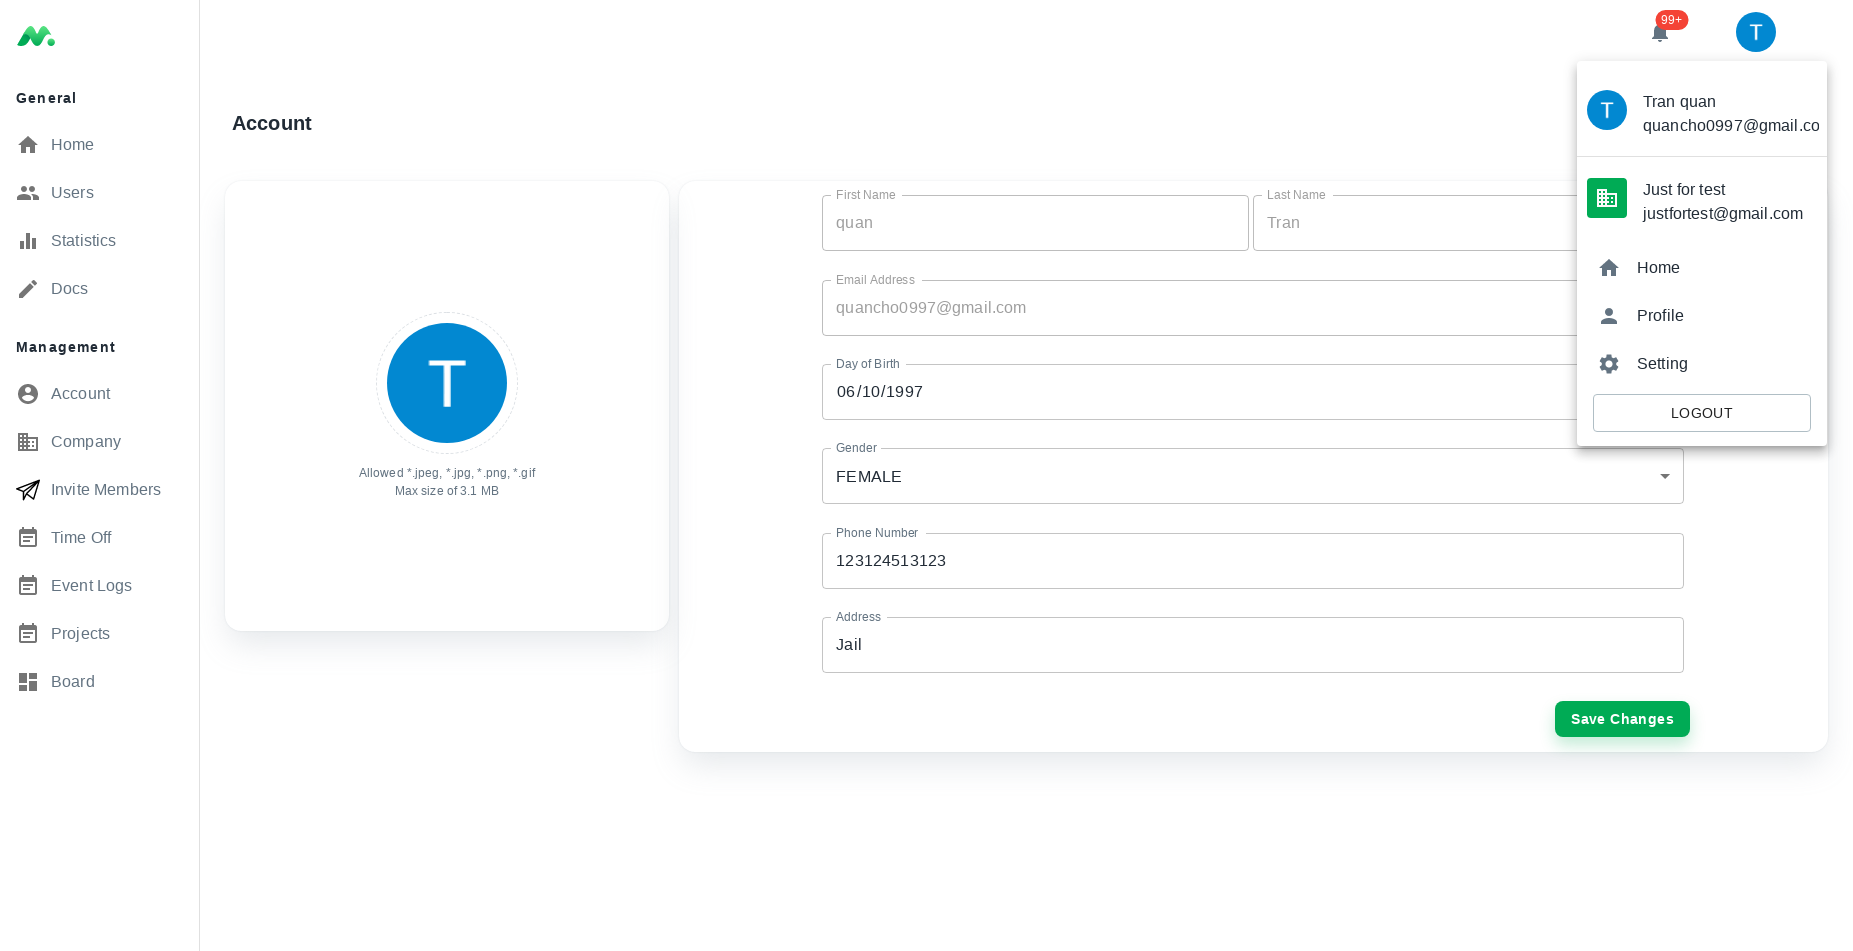 99+
T
General
Home
Users
Statistics
Docs
Management
Account
Company
Invite Members
Time Off
Event Logs
Projects
Board
Account
T
Allowed *.jpeg, *.jpg, *.png, *.gif
Max size of 3.1 MB
First Name
quan
Last Name
Tran
Email Address
quancho0997@gmail.com
Day of Birth
06/10/1997
Gender
FEMALE
Phone Number
123124513123
Address
Jail
Save Changes
T
Tran quan
quancho0997@gmail.co
Just for test
justfortest@gmail.com
Home
Profile
Setting
LOGOUT